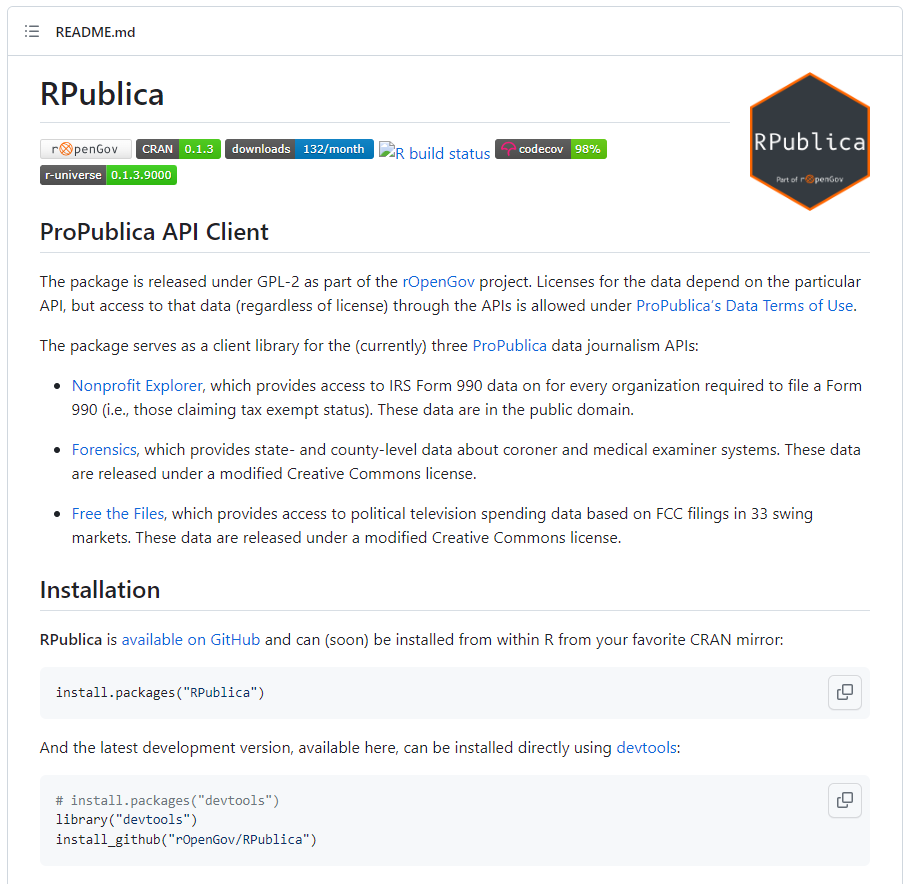 README.md
RPublica
RPublica
Part of rOpenGov
rOpenGov CRAN 0.1.3 downloads 132/month R build status codecov 98%
r-universe 0.1.3.9000
ProPublica API Client
The package is released under GPL-2 as part of the rOpenGov project. Licenses for the data depend on the particular
API, but access to that data (regardless of license) through the APIs is allowed under ProPublica's Data Terms of Use.
The package serves as a client library for the (currently) three ProPublica data journalism APIs:
• Nonprofit Explorer, which provides access to IRS Form 990 data on for every organization required to file a Form
990 (i.e., those claiming tax exempt status). These data are in the public domain.
• Forensics, which provides state- and county-level data about coroner and medical examiner systems. These data
are released under a modified Creative Commons license.
• Free the Files, which provides access to political television spending data based on FCC filings in 33 swing
markets. These data are released under a modified Creative Commons license.
Installation
RPublica is available on GitHub and can (soon) be installed from within R from your favorite CRAN mirror:
install.packages("RPublica")
And the latest development version, available here, can be installed directly using devtools:
# install.packages("devtools")
library("devtools")
install_github("rOpenGov/RPublica")